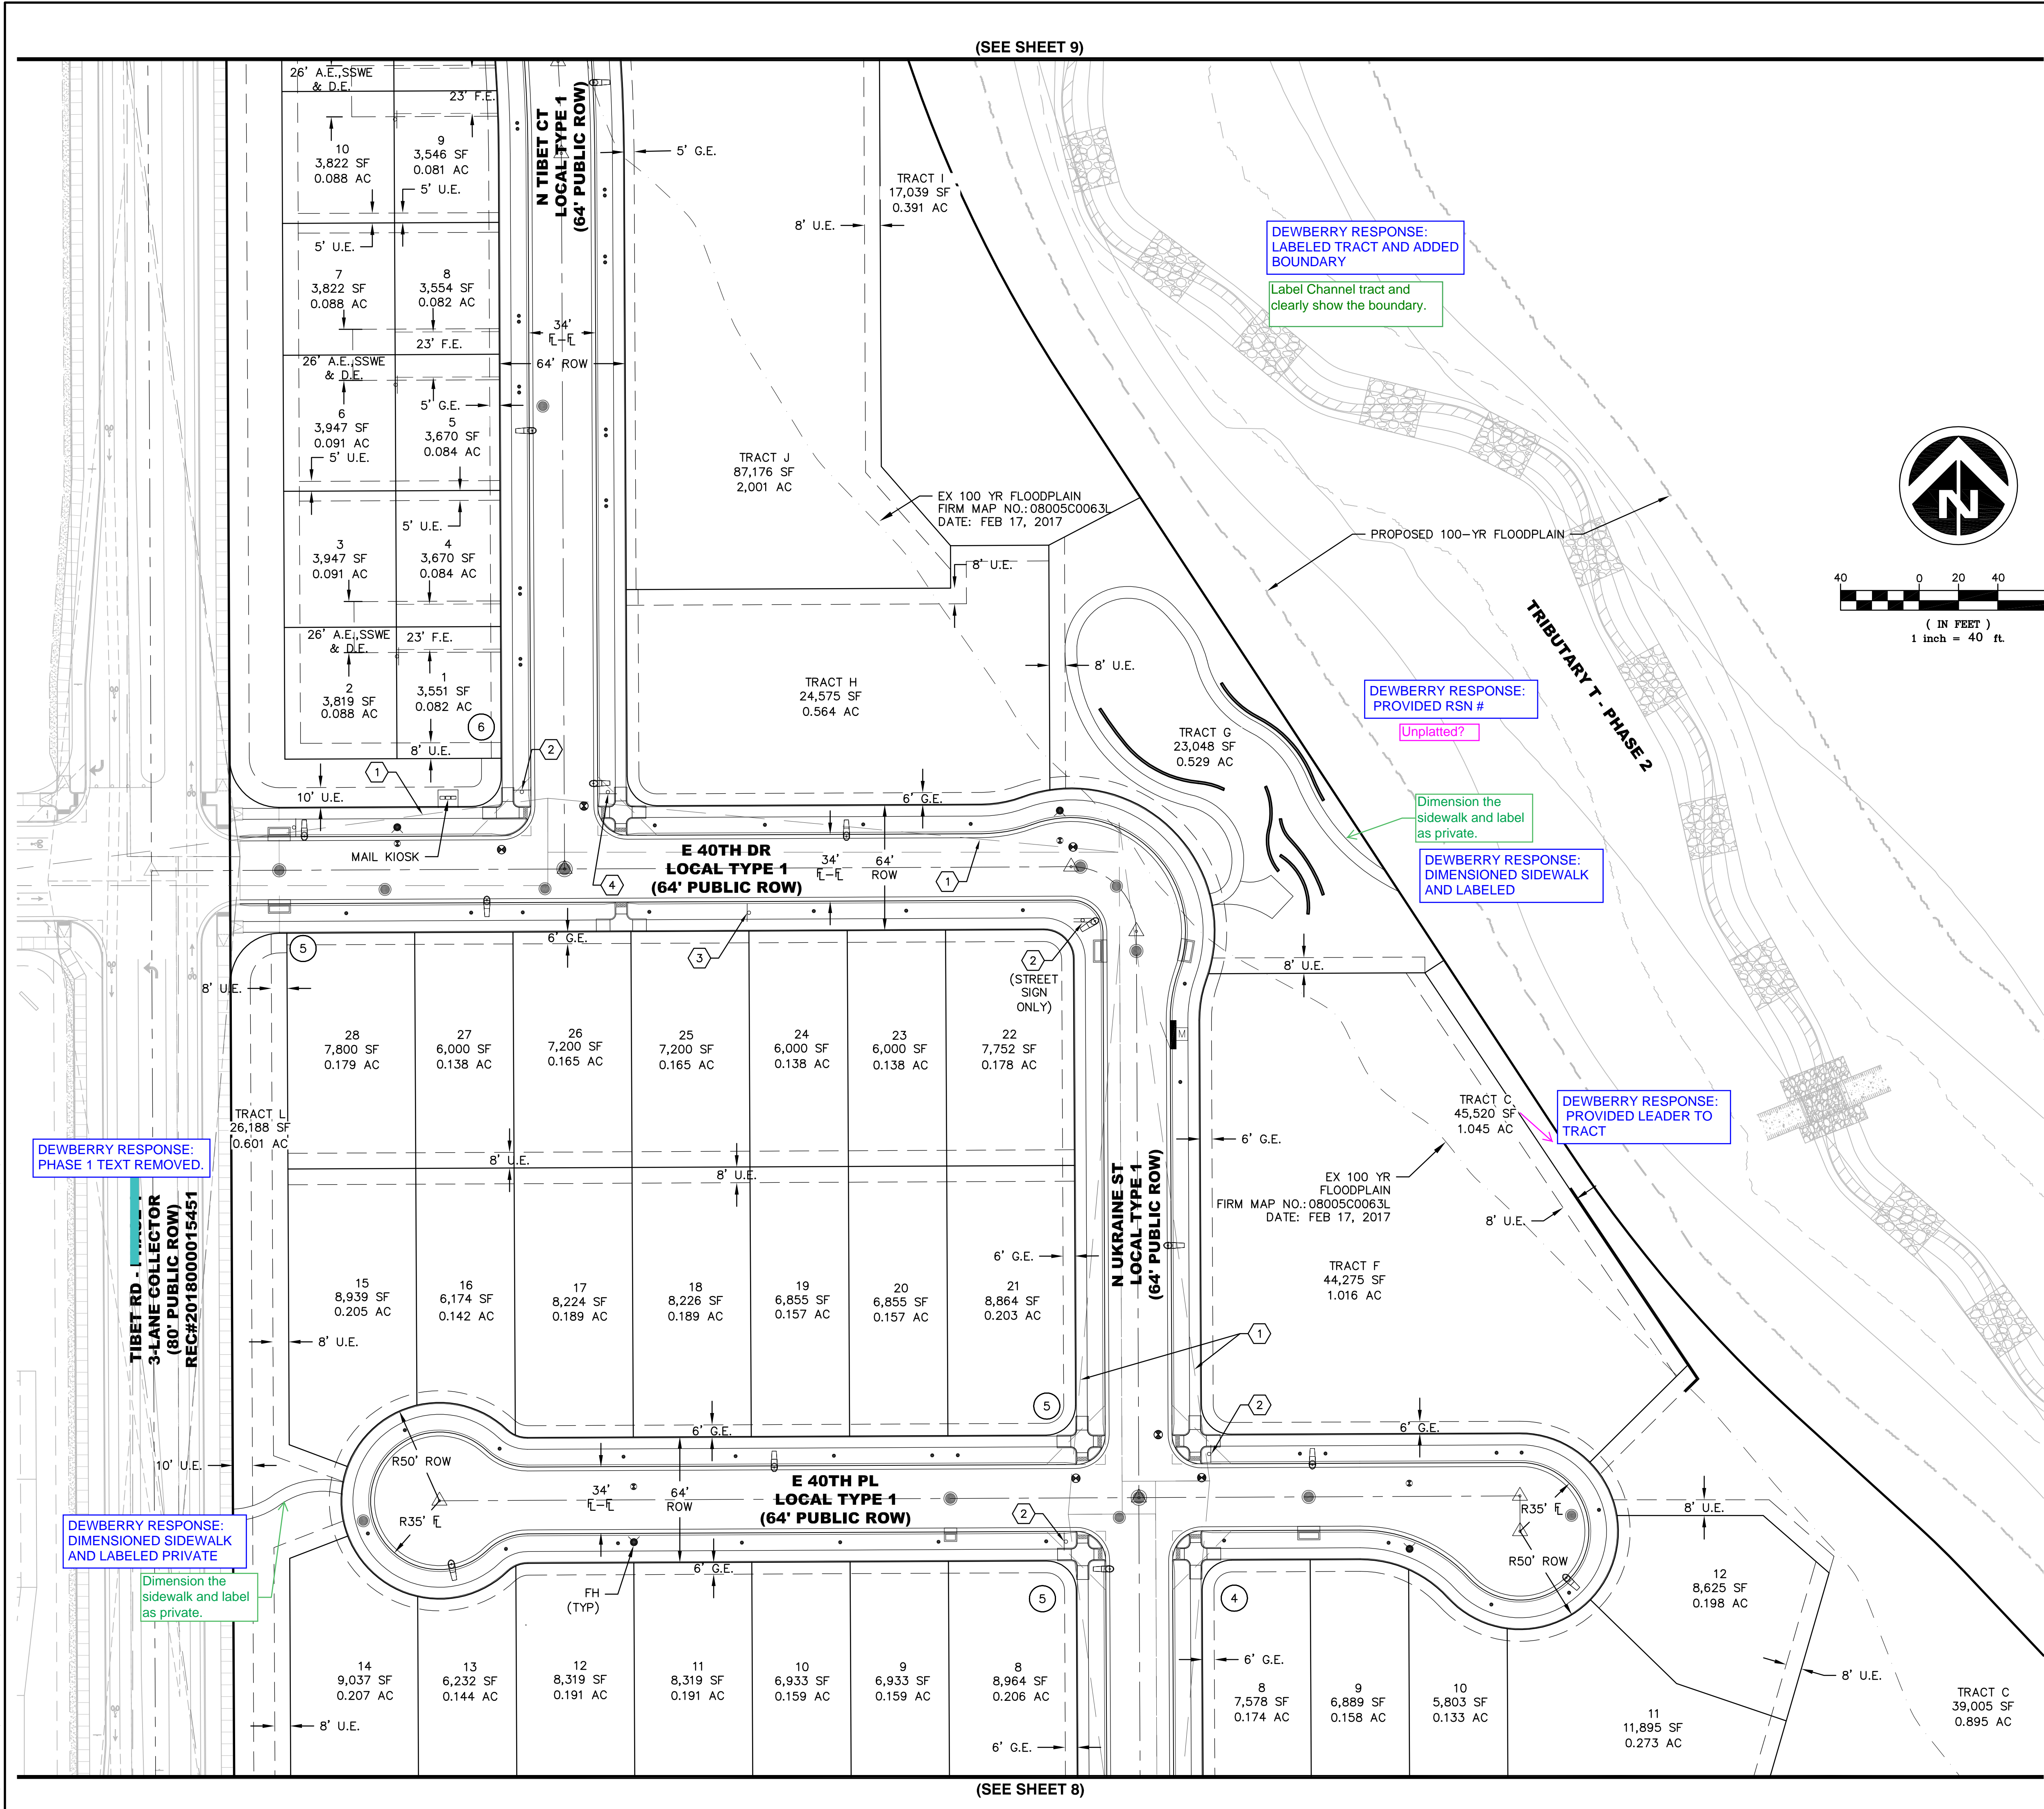 (SEE SHEET 9)
26' A.E.,SSWE
& D.E.
23' F.E.
10
3,822 SF
0.088 AC
9
3,546 SF
0.081 AC
5' U.E.
5' U.E.
7
3,822 SF
0.088 AC
8
3,554 SF
0.082 AC
23' F.E.
26' A.E.,SSWE
& D.E.
5' G.E.
6
3,947 SF
0.091 AC
5
3,670 SF
0.084 AC
5' U.E.
5' U.E.
3
3,947 SF
0.091 AC
4
3,670 SF
0.084 AC
26' A.E.,SSWE
& D.E.
23' F.E.
2
3,819 SF
0.088 AC
1
3,551 SF
0.082 AC
6
8' U.E.
10' U.E.
1
2
MAIL KIOSK
N TIBET CT
LOCAL TYPE 1
(64' PUBLIC ROW)
34'
FL-FL
64' ROW
5' G.E.
TRACT I
17,039 SF
0.391 AC
8' U.E.
TRACT J
87,176 SF
2,001 AC
EX 100 YR FLOODPLAIN
FIRM MAP NO.: 08005C0063L
DATE: FEB 17, 2017
8' U.E.
8' U.E.
TRACT H
24,575 SF
0.564 AC
TRACT G
23,048 SF
0.529 AC
6' G.E.
DEWBERRY RESPONSE:
LABELED TRACT AND ADDED
BOUNDARY
Label Channel tract and
clearly show the boundary.
PROPOSED 100-YR FLOODPLAIN
TRIBUTARY T - PHASE 2
N
40
0
20
40
( IN FEET )
1 inch = 40 ft.
DEWBERRY RESPONSE:
PROVIDED RSN #
Unplatted?
Dimension the
sidewalk and label
as private.
DEWBERRY RESPONSE:
DIMENSIONED SIDEWALK
AND LABELED
E 40TH DR
LOCAL TYPE 1
(64' PUBLIC ROW)
34'
FL-FL
64'
ROW
4
1
3
2
(STREET
SIGN
ONLY)
5
6' G.E.
8' U.E.
28
7,800 SF
0.179 AC
27
6,000 SF
0.138 AC
26
7,200 SF
0.165 AC
25
7,200 SF
0.165 AC
24
6,000 SF
0.138 AC
23
6,000 SF
0.138 AC
22
7,752 SF
0.178 AC
TRACT L
26,188 SF
0.601 AC
8' U.E.
8' U.E.
M
8' U.E.
TRACT C
45,520 SF
1.045 AC
DEWBERRY RESPONSE:
PROVIDED LEADER TO
TRACT
6' G.E.
EX 100 YR
FLOODPLAIN
FIRM MAP NO.: 08005C0063L
DATE: FEB 17, 2017
8' U.E.
TRACT F
44,275 SF
1.016 AC
N UKRAINE ST
LOCAL TYPE 1
(64' PUBLIC ROW)
DEWBERRY RESPONSE:
PHASE 1 TEXT REMOVED.
TIBET RD -
3-LANE COLLECTOR
(80' PUBLIC ROW)
REC#2018000015451
6' G.E.
15
8,939 SF
0.205 AC
16
6,174 SF
0.142 AC
17
8,224 SF
0.189 AC
18
8,226 SF
0.189 AC
19
6,855 SF
0.157 AC
20
6,855 SF
0.157 AC
21
8,864 SF
0.203 AC
8' U.E.
1
5
2
6' G.E.
6' G.E.
10' U.E.
R50' ROW
R35' FL
34'
FL-FL
64'
ROW
E 40TH PL
LOCAL TYPE 1
(64' PUBLIC ROW)
2
R35' FL
R50' ROW
8' U.E.
DEWBERRY RESPONSE:
DIMENSIONED SIDEWALK
AND LABELED PRIVATE
Dimension the
sidewalk and label
as private.
FH
(TYP)
6' G.E.
5
4
12
8,625 SF
0.198 AC
14
9,037 SF
0.207 AC
13
6,232 SF
0.144 AC
12
8,319 SF
0.191 AC
11
8,319 SF
0.191 AC
10
6,933 SF
0.159 AC
9
6,933 SF
0.159 AC
8
8,964 SF
0.206 AC
6' G.E.
8
7,578 SF
0.174 AC
9
6,889 SF
0.158 AC
10
5,803 SF
0.133 AC
11
11,895 SF
0.273 AC
8' U.E.
TRACT C
39,005 SF
0.895 AC
8' U.E.
6' G.E.
(SEE SHEET 8)